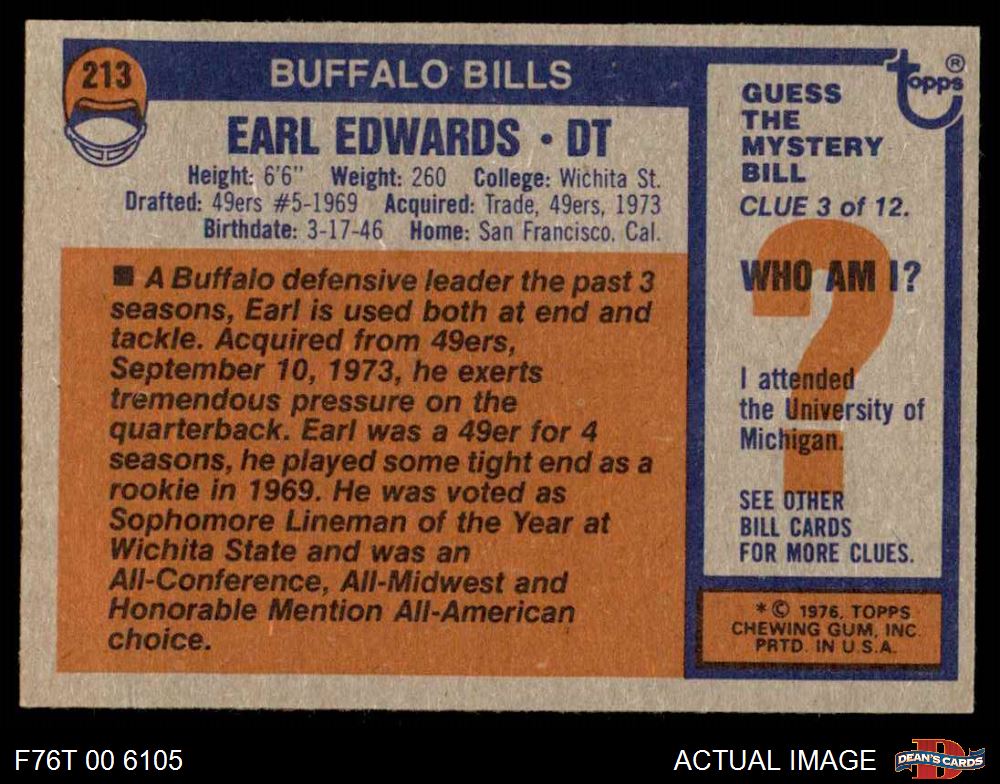 213
BUFFALO BILLS
EARL EDWARDS • DT
Height: 6'6" Weight: 260 College: Wichita St.
Drafted: 49ers #5-1969 Acquired: Trade, 49ers, 1973
Birthdate: 3-17-46 Home: San Francisco, Cal.
■ A Buffalo defensive leader the past 3
seasons, Earl is used both at end and
tackle. Acquired from 49ers,
September 10, 1973, he exerts
tremendous pressure on the
quarterback. Earl was a 49er for 4
seasons, he played some tight end as a
rookie in 1969. He was voted as
Sophomore Lineman of the Year at
Wichita State and was an
All-Conference, All-Midwest and
Honorable Mention All-American
choice.
topps ®
GUESS
THE
MYSTERY
BILL
CLUE 3 of 12.
WHO AM I?
?
I attended
the University of
Michigan.
SEE OTHER
BILL CARDS
FOR MORE CLUES.
* © 1976, TOPPS
CHEWING GUM, INC.
PRTD. IN U.S.A.
F76T 00 6105
ACTUAL IMAGE
D
DEAN'S CARDS